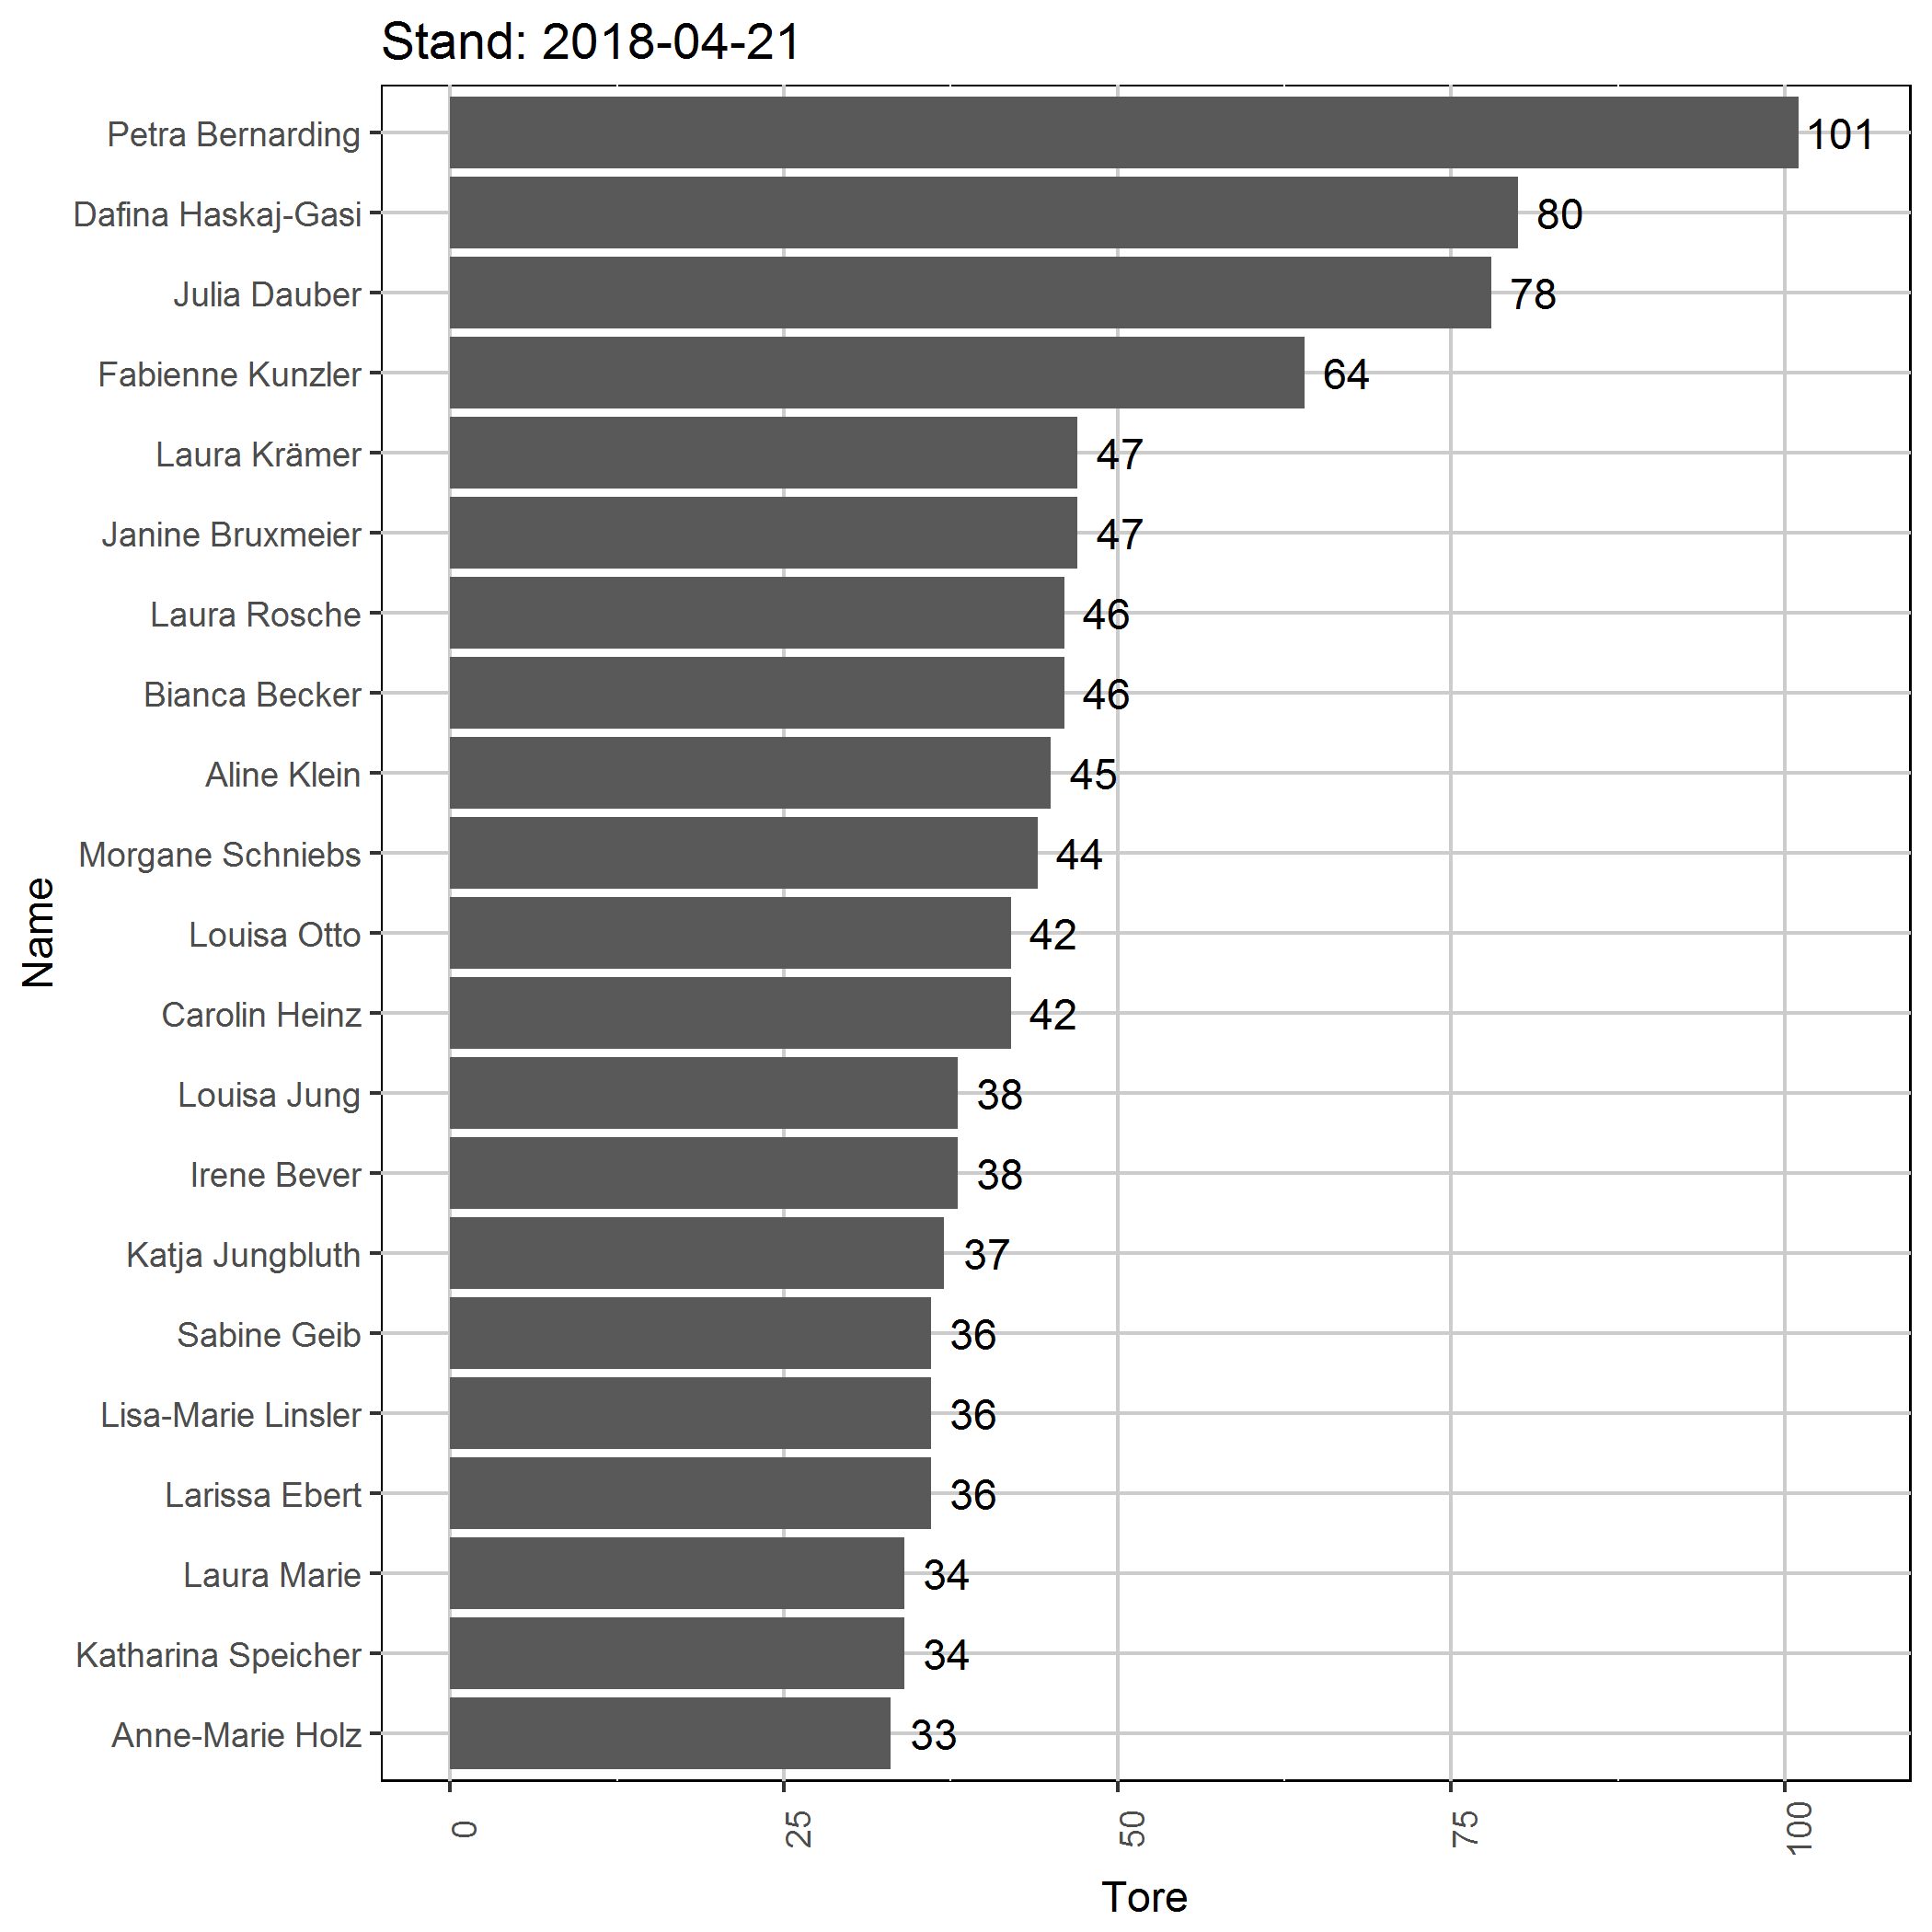 Stand: 2018-04-21
Petra Bernarding 101
Dafina Haskaj-Gasi 80
Julia Dauber 78
Fabienne Kunzler 64
Laura Krämer 47
Janine Bruxmeier 47
Laura Rosche 46
Bianca Becker 46
Aline Klein 45
Morgane Schniebs 44
Louisa Otto 42
Carolin Heinz 42
Louisa Jung 38
Irene Bever 38
Katja Jungbluth 37
Sabine Geib 36
Lisa-Marie Linsler 36
Larissa Ebert 36
Laura Marie 34
Katharina Speicher 34
Anne-Marie Holz 33
Name
0 25 50 75 100
Tore